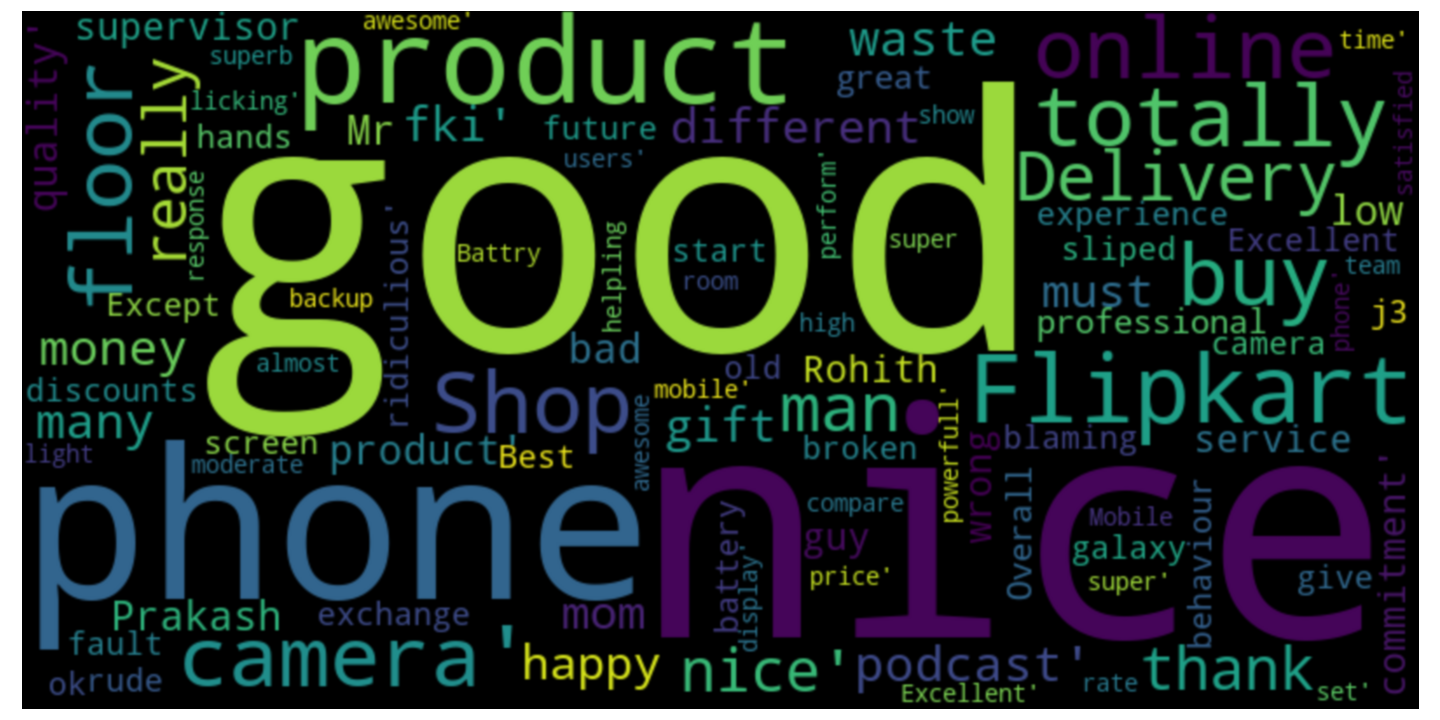 supervisor
awesome'
superb
product
waste
online
time'
great
quality'
floor
really
licking'
hands
Mr
fki'
future
different
show
totally
satisfied
users'
good
Delivery
response
ridiculious'
Battry
helpling
start
room
perform'
super
experience
low
sliped
Excellent
team
Except
backup
high
must
buy
phone'
j3
professional
camera
money
almost
bad
old
Rohith
Flipkart
discounts
Shop
mobile'
many
gift
man
powerfull'
light
screen
moderate
product'
Best
awesome
broken
wrong
blaming
service
phone
nice
battery
display'
compare
guy
price'
Overall
Mobile
galaxy
super'
behaviour
give
commitment'
Prakash
exchange
mom
fault
camera'
happy
nice'
podcast'
thank
ok
rude
Excellent'
rate
set'